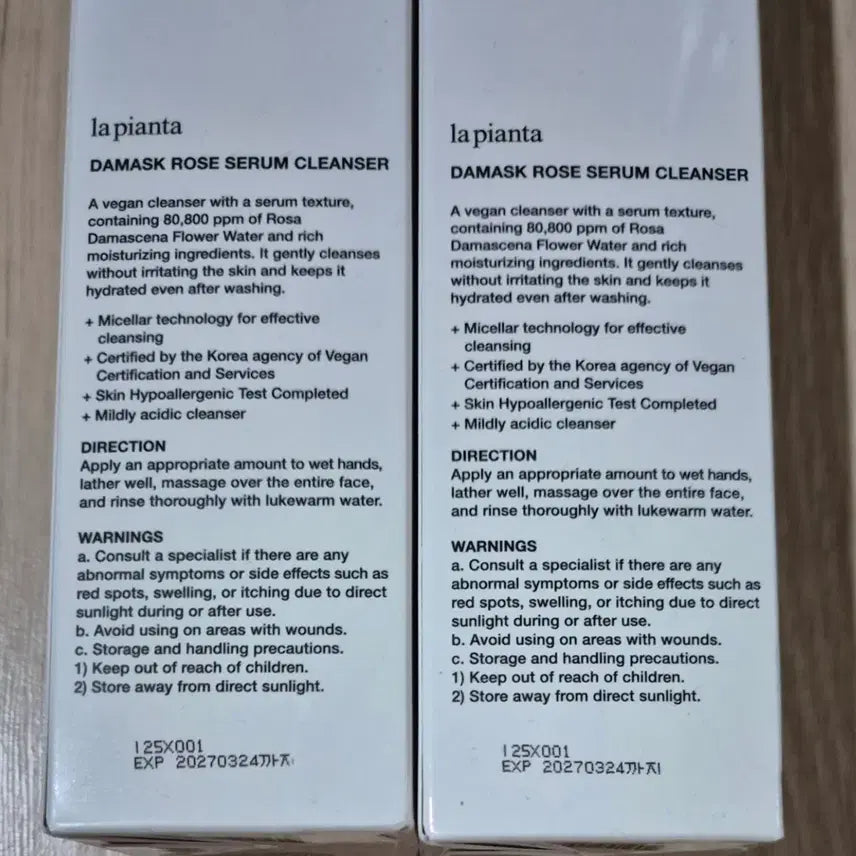 la pianta
DAMASK ROSE SERUM CLEANSER
A vegan cleanser with a serum texture,
containing 80,800 ppm of Rosa
Damascena Flower Water and rich
moisturizing ingredients. It gently cleanses
without irritating the skin and keeps it
hydrated even after washing.
+ Micellar technology for effective
cleansing
+ Certified by the Korea agency of Vegan
Certification and Services
+ Skin Hypoallergenic Test Completed
+ Mildly acidic cleanser
DIRECTION
Apply an appropriate amount to wet hands,
lather well, massage over the entire face,
and rinse thoroughly with lukewarm water.
WARNINGS
a. Consult a specialist if there are any
abnormal symptoms or side effects such as
red spots, swelling, or itching due to direct
sunlight during or after use.
b. Avoid using on areas with wounds.
c. Storage and handling precautions.
1) Keep out of reach of children.
2) Store away from direct sunlight.
I25X001
EXP 20270324까지
la pianta
DAMASK ROSE SERUM CLEANSER
A vegan cleanser with a serum texture,
containing 80,800 ppm of Rosa
Damascena Flower Water and rich
moisturizing ingredients. It gently cleanses
without irritating the skin and keeps it
hydrated even after washing.
+ Micellar technology for effective
cleansing
+ Certified by the Korea agency of Vegan
Certification and Services
+ Skin Hypoallergenic Test Completed
+ Mildly acidic cleanser
DIRECTION
Apply an appropriate amount to wet hands,
lather well, massage over the entire face,
and rinse thoroughly with lukewarm water.
WARNINGS
a. Consult a specialist if there are any
abnormal symptoms or side effects such as
red spots, swelling, or itching due to direct
sunlight during or after use.
b. Avoid using on areas with wounds.
c. Storage and handling precautions.
1) Keep out of reach of children.
2) Store away from direct sunlight.
I25X001
EXP 20270324까지